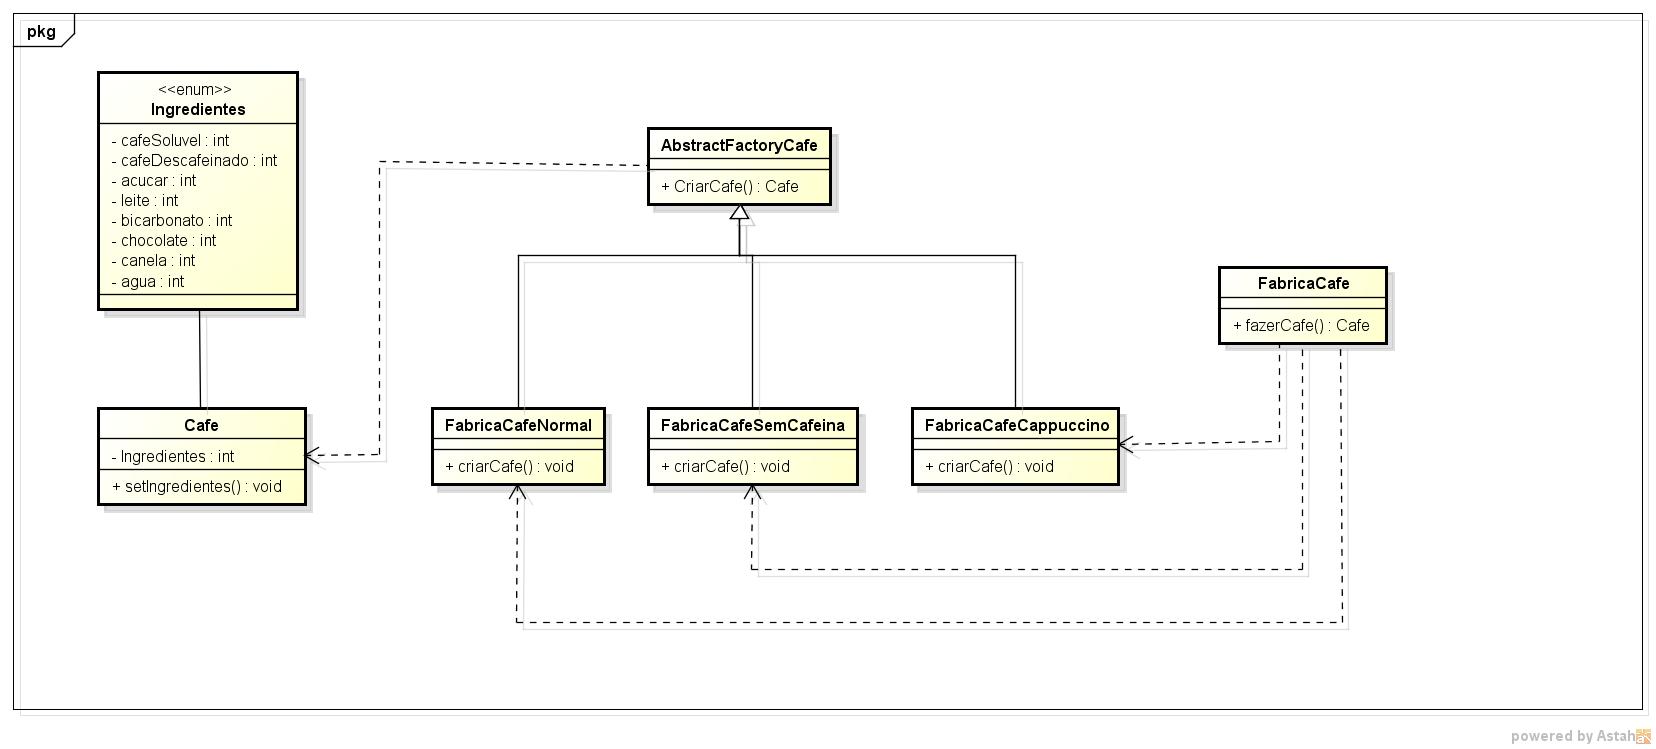 pkg
<<enum>>
Ingredientes
- cafeSoluvel : int
- cafeDescafeinado : int
- acucar : int
- leite : int
- bicarbonato : int
- chocolate : int
- canela : int
- agua : int
AbstractFactoryCafe
+ CriarCafe() : Cafe
FabricaCafe
+ fazerCafe() : Cafe
Cafe
- Ingredientes : int
+ setIngredientes() : void
FabricaCafeNormal
+ criarCafe() : void
FabricaCafeSemCafeina
+ criarCafe() : void
FabricaCafeCappuccino
+ criarCafe() : void
powered by Astah